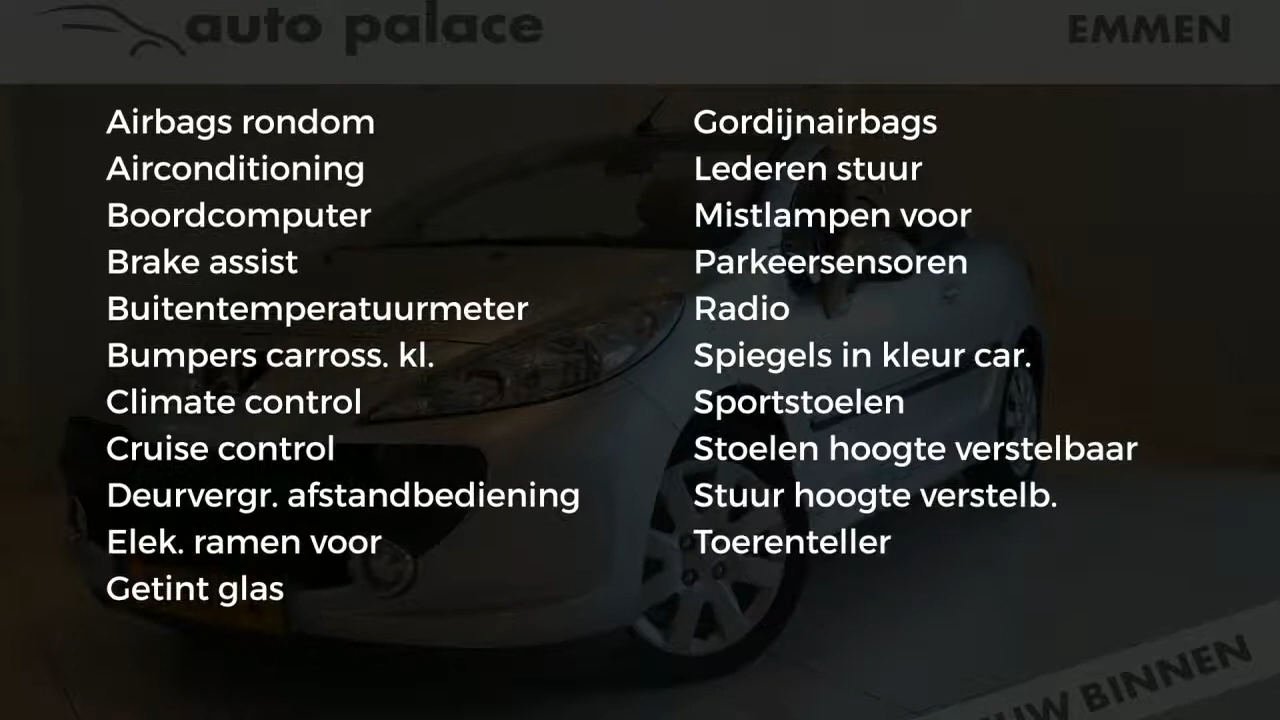 auto palace
EMMEN
Airbags rondom
Airconditioning
Boordcomputer
Brake assist
Buitentemperatuurmeter
Bumpers carross. kl.
Climate control
Cruise control
Deurvergr. afstandbediening
Elek. ramen voor
Getint glas
Gordijnairbags
Lederen stuur
Mistlampen voor
Parkeersensoren
Radio
Spiegels in kleur car.
Sportstoelen
Stoelen hoogte verstelbaar
Stuur hoogte verstelb.
Toerenteller
BINNEN